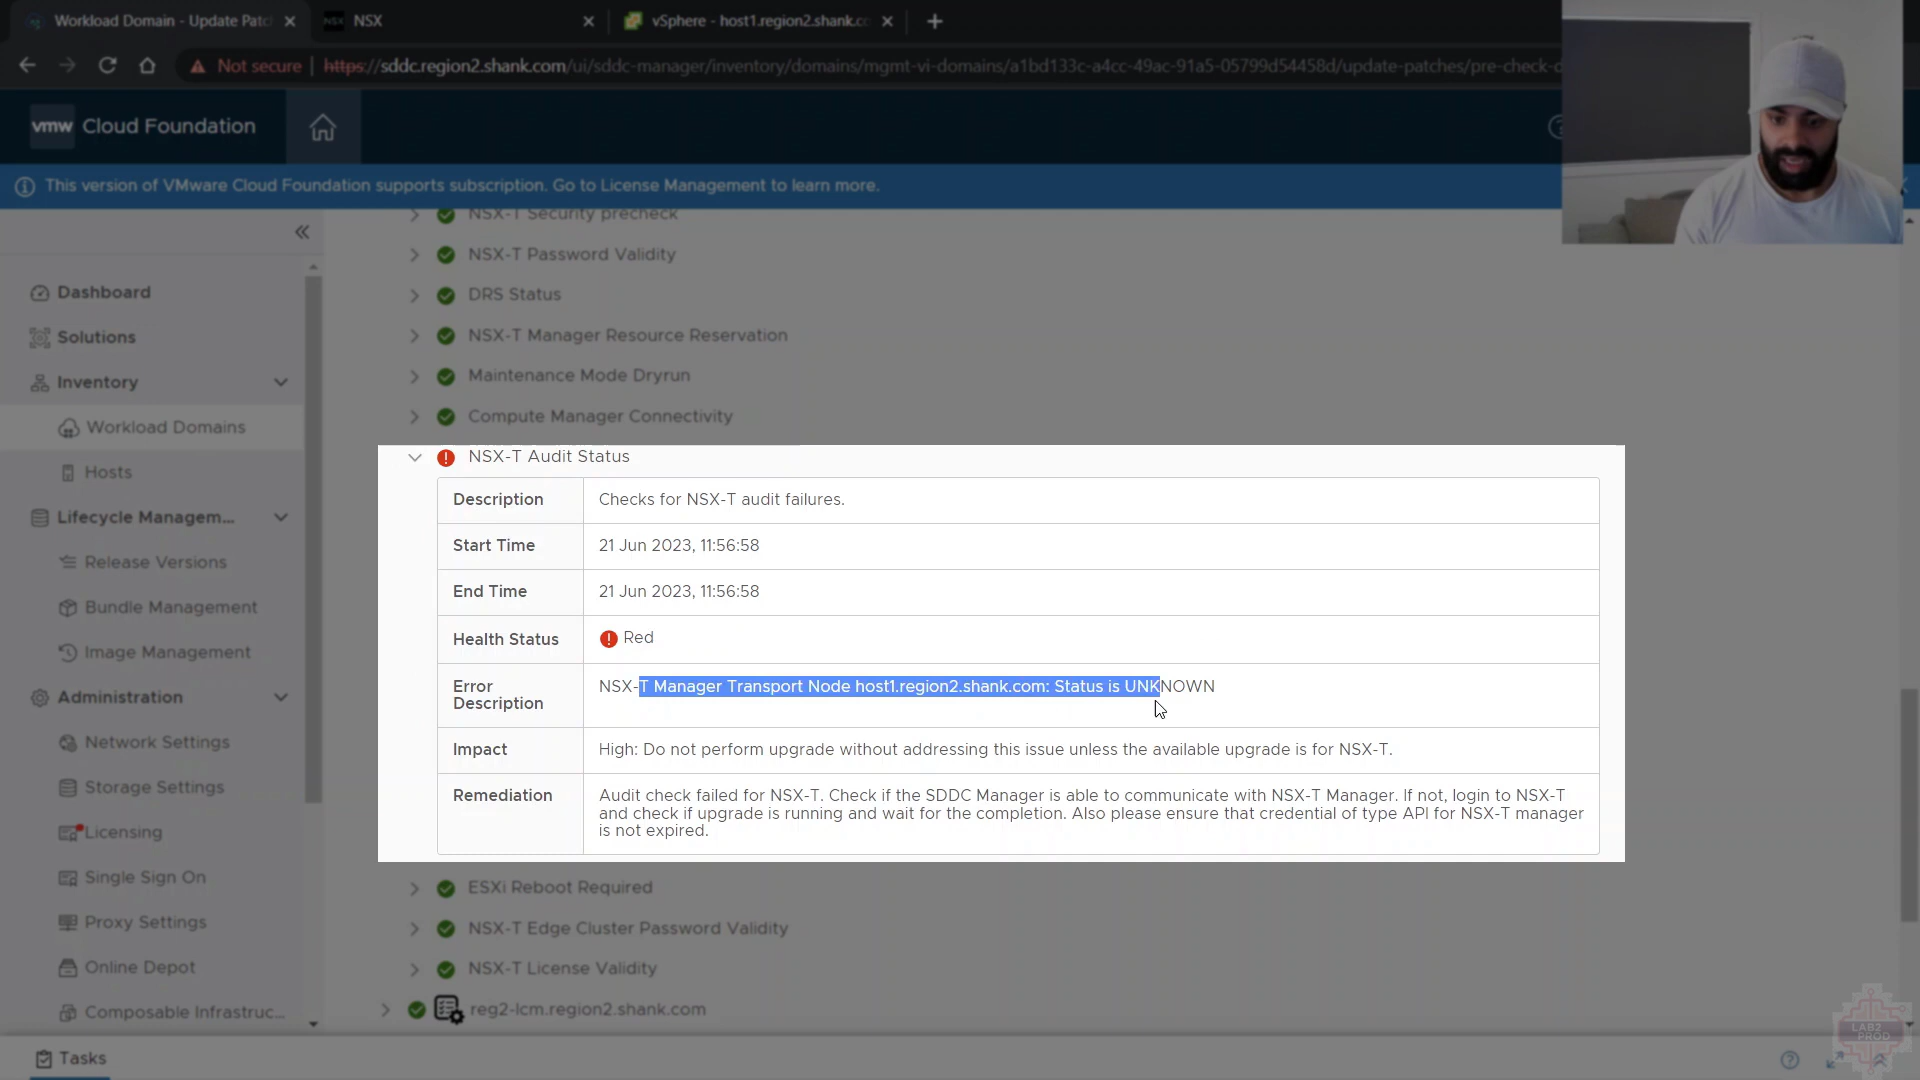 Workload Domain - Update Patc
NSX
vSphere - host1.region2.shank.c
Not secure | https://sddc.region2.shank.com/ui/sddc-manager/inventory/domains/mgmt-vi-domains/a1bd133c-a4cc-49ac-91a5-05799d54458d/update-patches/pre-check-d
vmw Cloud Foundation
This version of VMware Cloud Foundation supports subscription. Go to License Management to learn more.
Dashboard
Solutions
Inventory
Workload Domains
Hosts
Lifecycle Managem...
Release Versions
Bundle Management
Image Management
Administration
Network Settings
Storage Settings
Licensing
Single Sign On
Proxy Settings
Online Depot
Composable Infrastruc...
NSX-T Security precheck
NSX-T Password Validity
DRS Status
NSX-T Manager Resource Reservation
Maintenance Mode Dryrun
Compute Manager Connectivity
NSX-T Audit Status
Description Checks for NSX-T audit failures.
Start Time 21 Jun 2023, 11:56:58
End Time 21 Jun 2023, 11:56:58
Health Status Red
Error
Description
NSX-T Manager Transport Node host1.region2.shank.com: Status is UNKNOWN
Impact High: Do not perform upgrade without addressing this issue unless the available upgrade is for NSX-T.
Remediation Audit check failed for NSX-T. Check if the SDDC Manager is able to communicate with NSX-T Manager. If not, login to NSX-T
and check if upgrade is running and wait for the completion. Also please ensure that credential of type API for NSX-T manager
is not expired.
ESXi Reboot Required
NSX-T Edge Cluster Password Validity
NSX-T License Validity
reg2-lcm.region2.shank.com
Tasks
LAB2
PROD